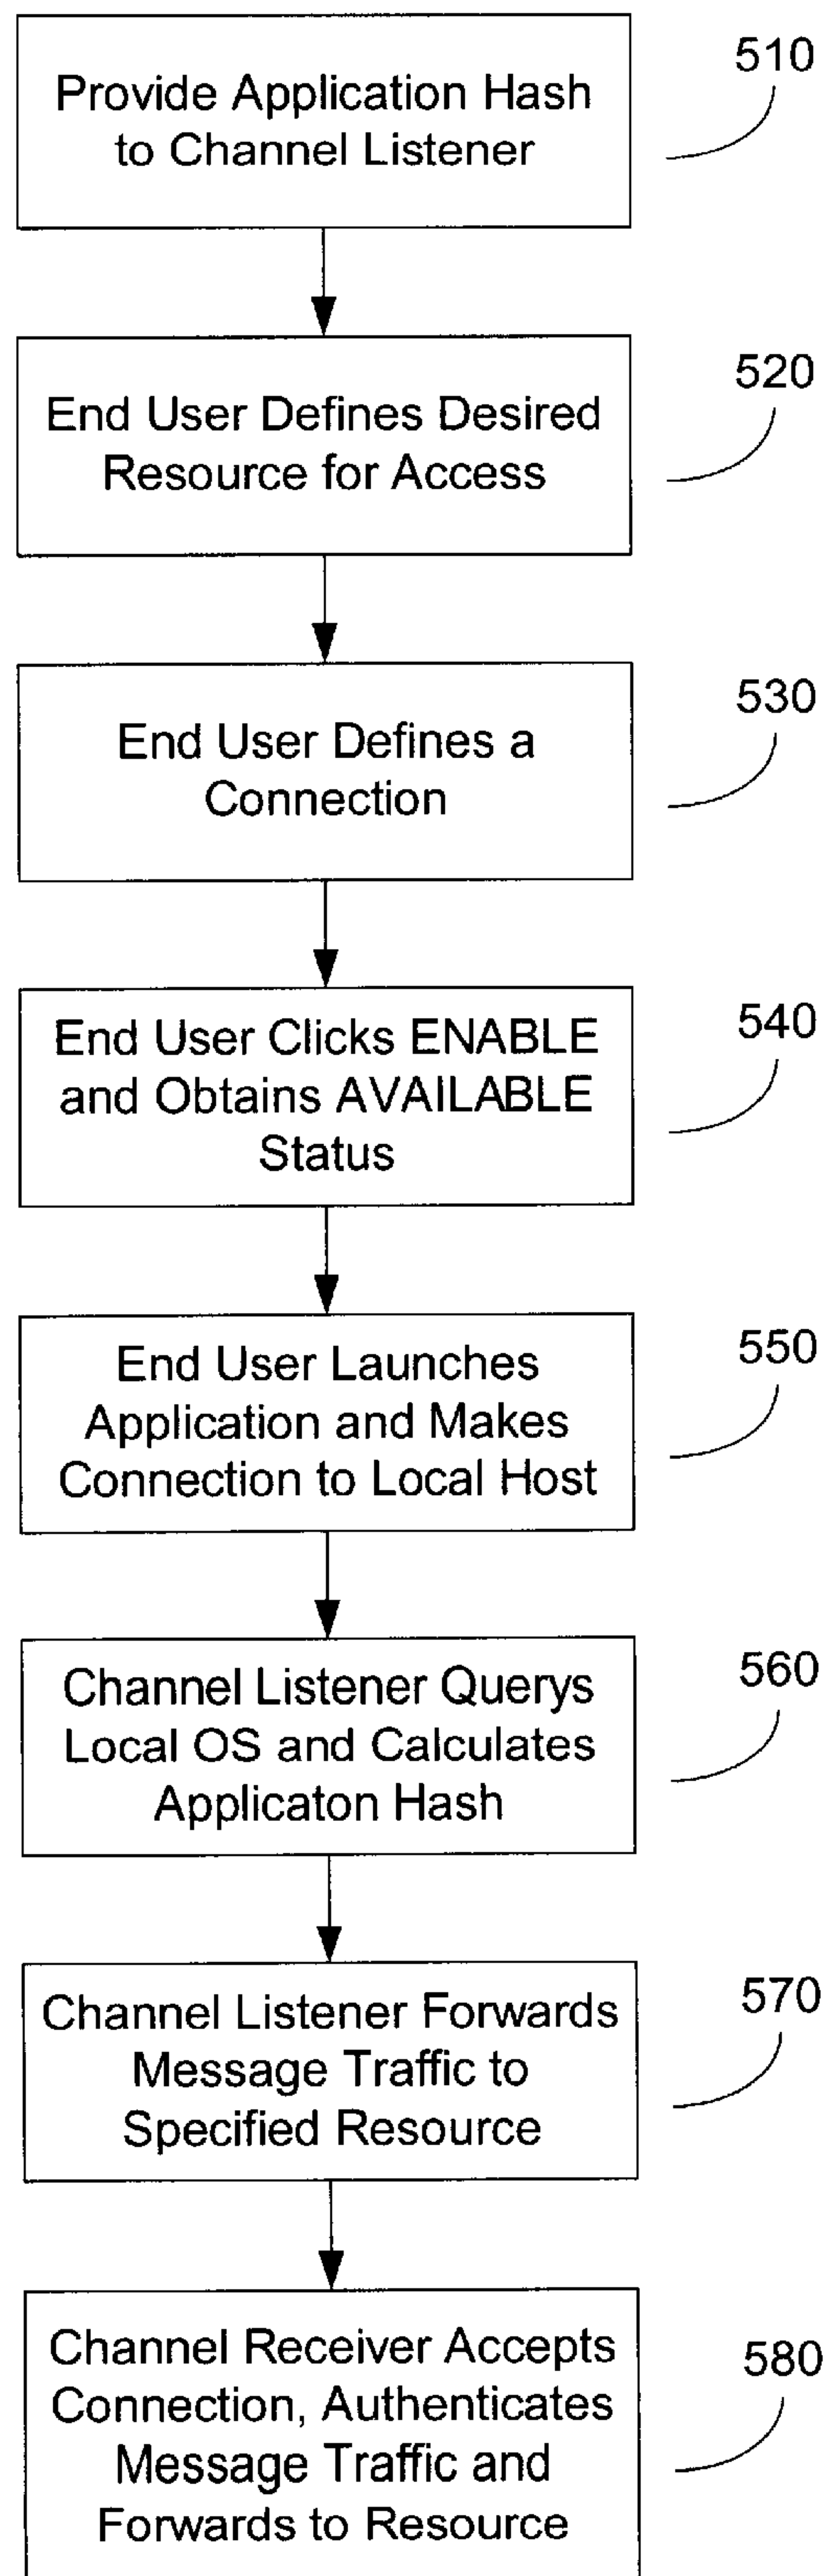 Provide Application Hash
to Channel Listener
510
End User Defines Desired
Resource for Access
520
End User Defines a
Connection
530
End User Clicks ENABLE
and Obtains AVAILABLE
Status
540
End User Launches
Application and Makes
Connection to Local Host
550
Channel Listener Querys
Local OS and Calculates
Applicaton Hash
560
Channel Listener Forwards
Message Traffic to
Specified Resource
570
Channel Receiver Accepts
Connection, Authenticates
Message Traffic and
Forwards to Resource
580